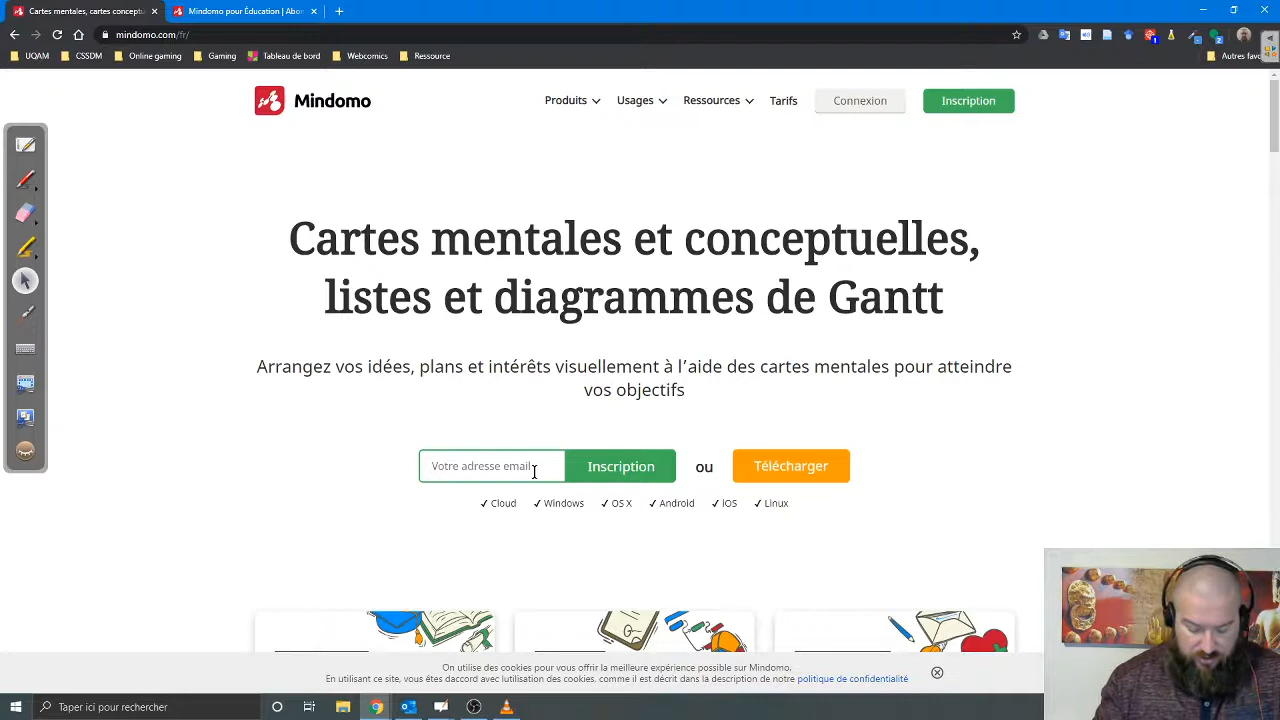 Cartes mentales, conceptu
Mindomo pour Éducation | Abon
mindomo.com/fr/
UQAM
CSSDM
Online gaming
Gaming
Tableau de bord
Webcomics
Ressource
Autres favo
Mindomo
Produits
Usages
Ressources
Tarifs
Connexion
Inscription
Cartes mentales et conceptuelles,
listes et diagrammes de Gantt
Arrangez vos idées, plans et intérêts visuellement à l'aide des cartes mentales pour atteindre
vos objectifs
Votre adresse email
Inscription
ou
Télécharger
✓ Cloud ✓ Windows ✓ OS X ✓ Android ✓ iOS ✓ Linux
On utilise des cookies pour vous offrir la meilleure expérience possible sur Mindomo.
En utilisant ce site, vous êtes daccord avec lutilisation des cookies, comme il est décrit dans la description de notre politique de confidentialité
Taper ici pour rechercher